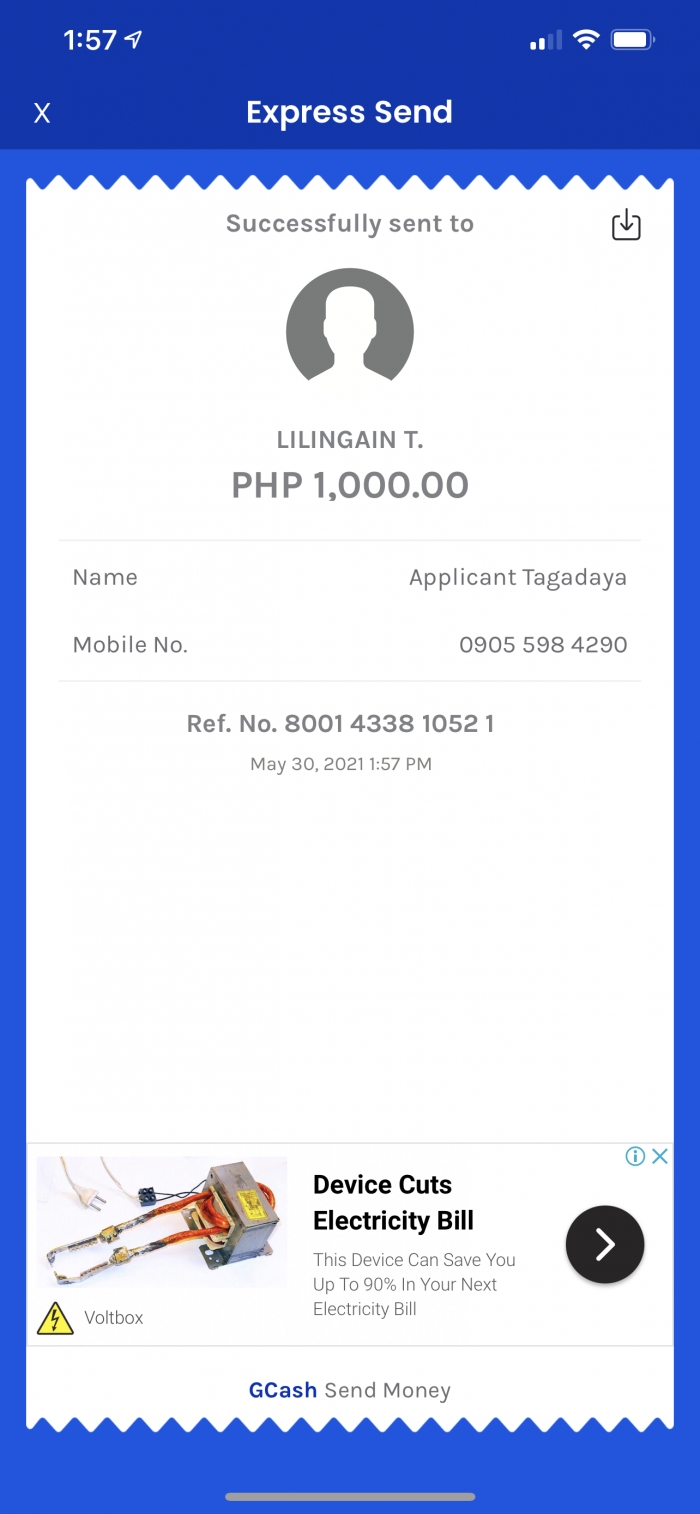 1:57
X
Express Send
Successfully sent to
LILINGAIN T.
PHP 1,000.00
Name Applicant Tagadaya
Mobile No. 0905 598 4290
Ref. No. 8001 4338 1052 1
May 30, 2021 1:57 PM
Device Cuts
Electricity Bill
This Device Can Save You
Up To 90% In Your Next
Electricity Bill
Voltbox
GCash Send Money